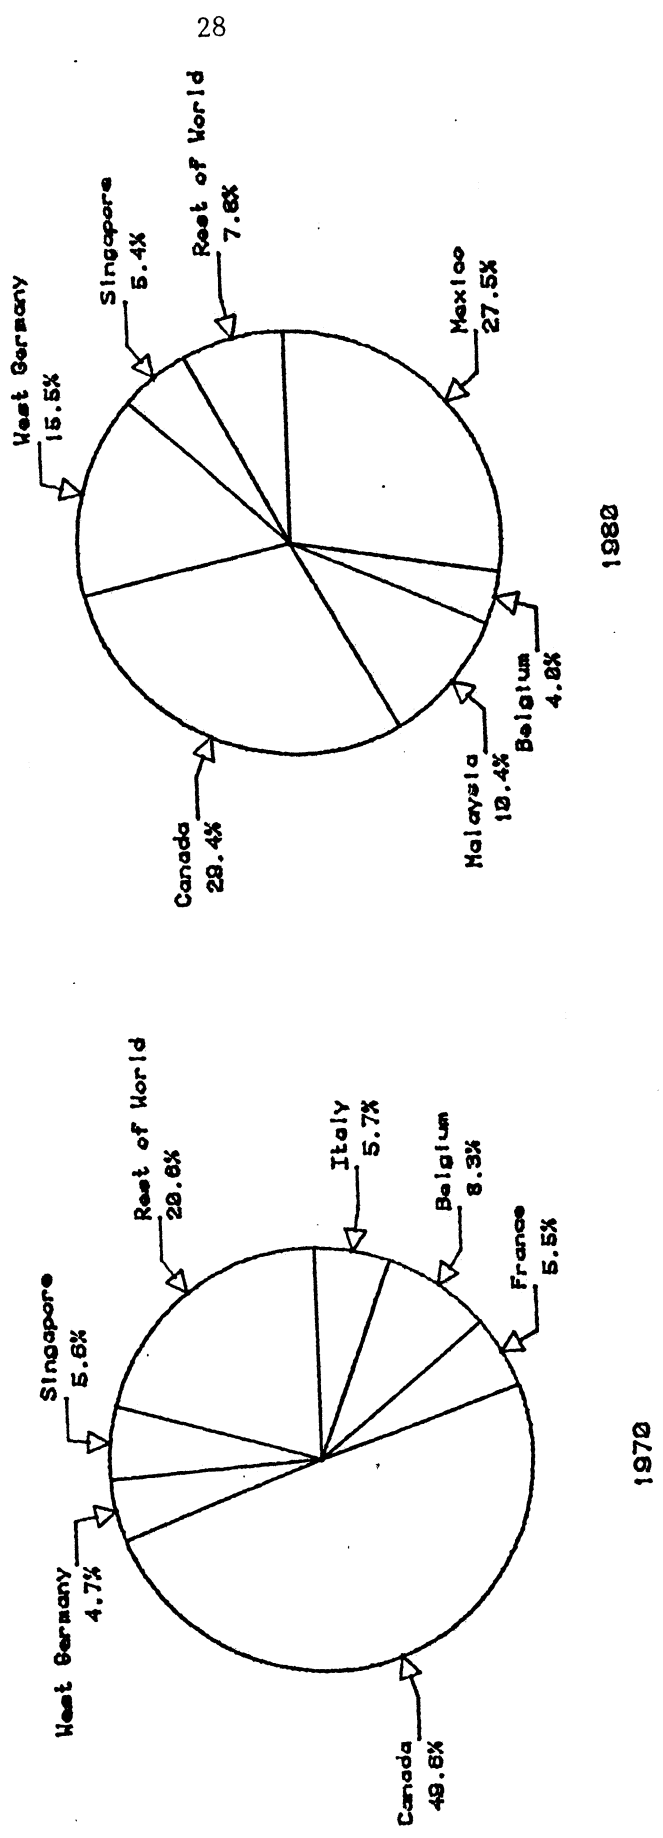 28
West Germany
4.7%
Singapore
5.6%
Rest of World
20.6%
Italy
5.7%
Belgium
8.3%
France
5.5%
Canada
49.6%
1970
West Germany
15.5%
Singapore
5.4%
Rest of World
7.8%
Mexico
27.5%
Belgium
4.0%
Malaysia
10.4%
Canada
29.4%
1980